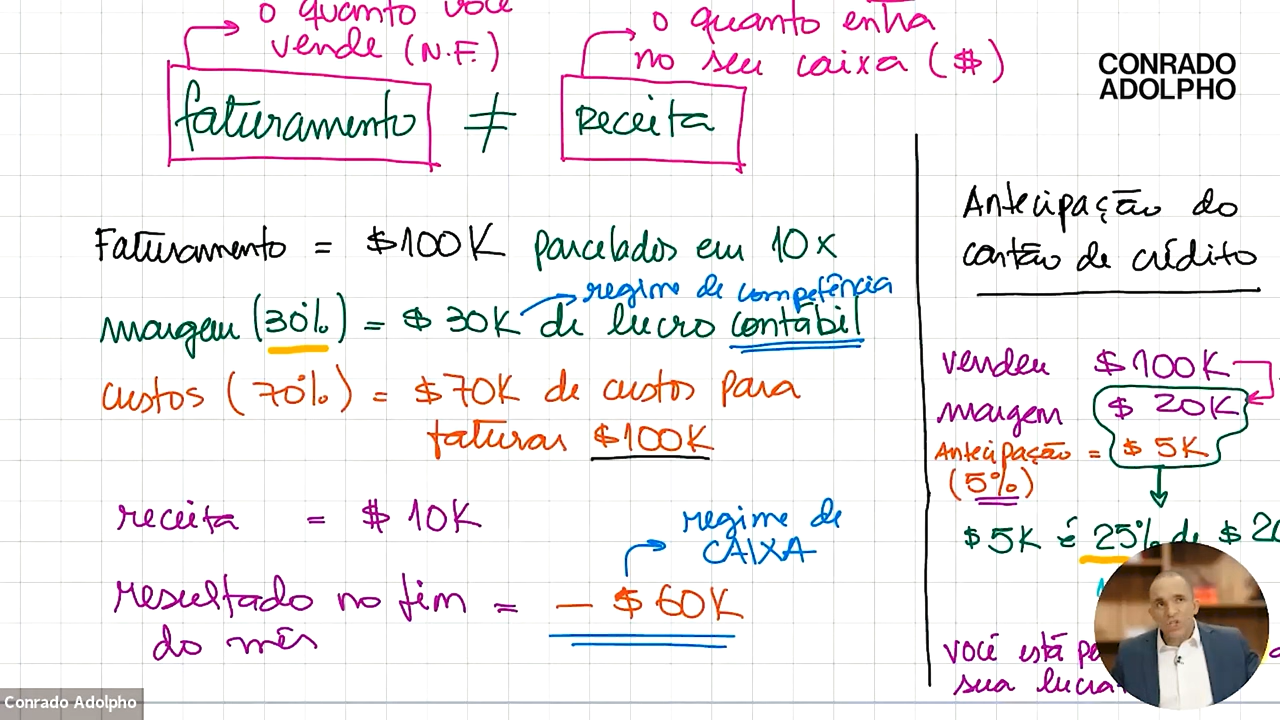 o quanto você
vende (N.F.)
faturamento ≠ receita
o quanto entra
no seu caixa ($)
CONRADO
ADOLPHO
Faturamento = $100K parcelados em 10x
regime de competência
margem (30%) = $ 30K de lucro contábil
custos (70%) = $70K de custos para
faturar $100K
receita = $ 10K
regime de
CAIXA
resultado no fim = - $ 60K
do mês
Antecipação do
cartão de crédito
vendeu $100K
margem $ 20K
Antecipação = $ 5K
(5%)
$5K é 25% de $
você está
sua
Conrado Adolpho